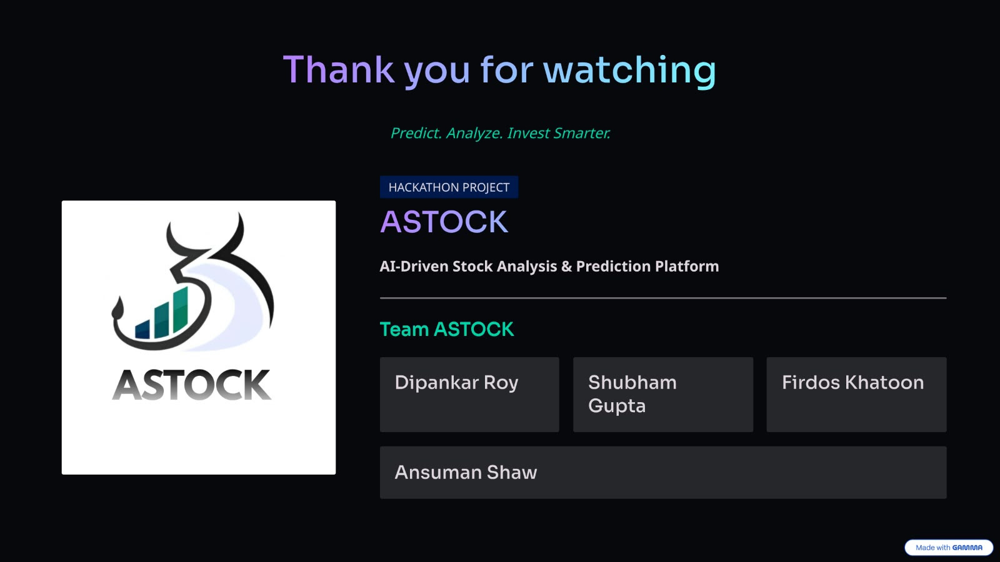 Thank you for watching
Predict. Analyze. Invest Smarter.
HACKATHON PROJECT
ASTOCK
AI-Driven Stock Analysis & Prediction Platform
Team ASTOCK
Dipankar Roy
Shubham
Gupta
Firdos Khatoon
Ansuman Shaw
ASTOCK
Made with GAMMA